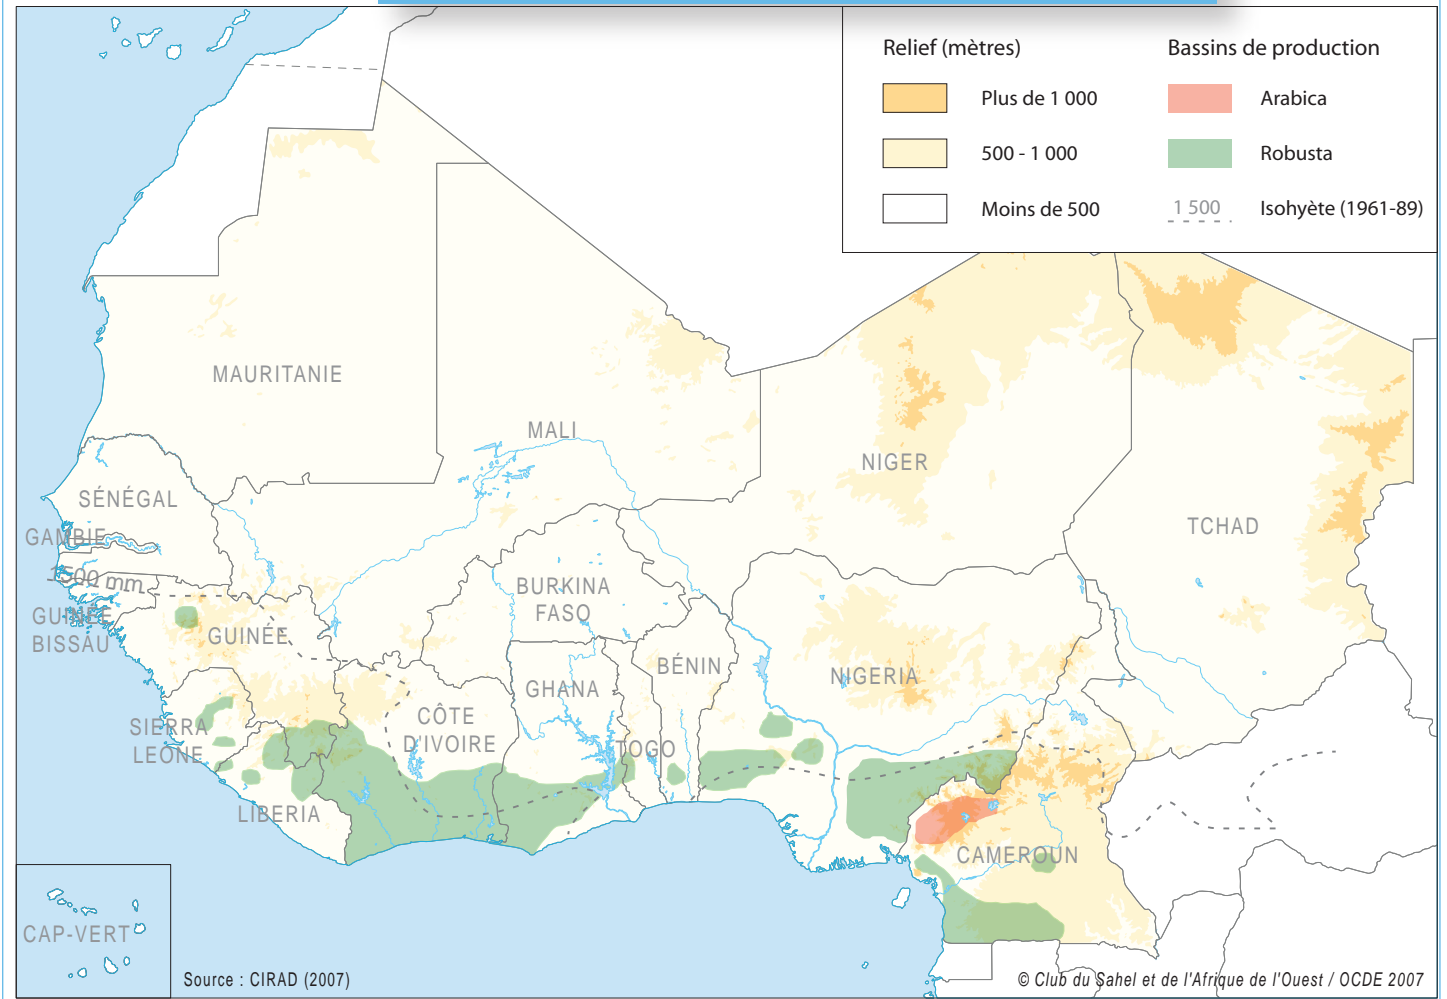 Relief (mètres)
Bassins de production
Plus de 1 000
Arabica
500 - 1 000
Robusta
Moins de 500
1 500
Isohyète (1961-89)
MAURITANIE
MALI
NIGER
SÉNÉGAL
TCHAD
GAMBIE
1500 mm
BURKINA
FASO
GUINÉE
BISSAU
GUINÉE
BÉNIN
NIGERIA
GHANA
CÔTE
D'IVOIRE
SIERRA
LEONE
TOGO
LIBERIA
CAMEROUN
CAP-VERT
Source : CIRAD (2007)
© Club du Sahel et de l'Afrique de l'Ouest / OCDE 2007